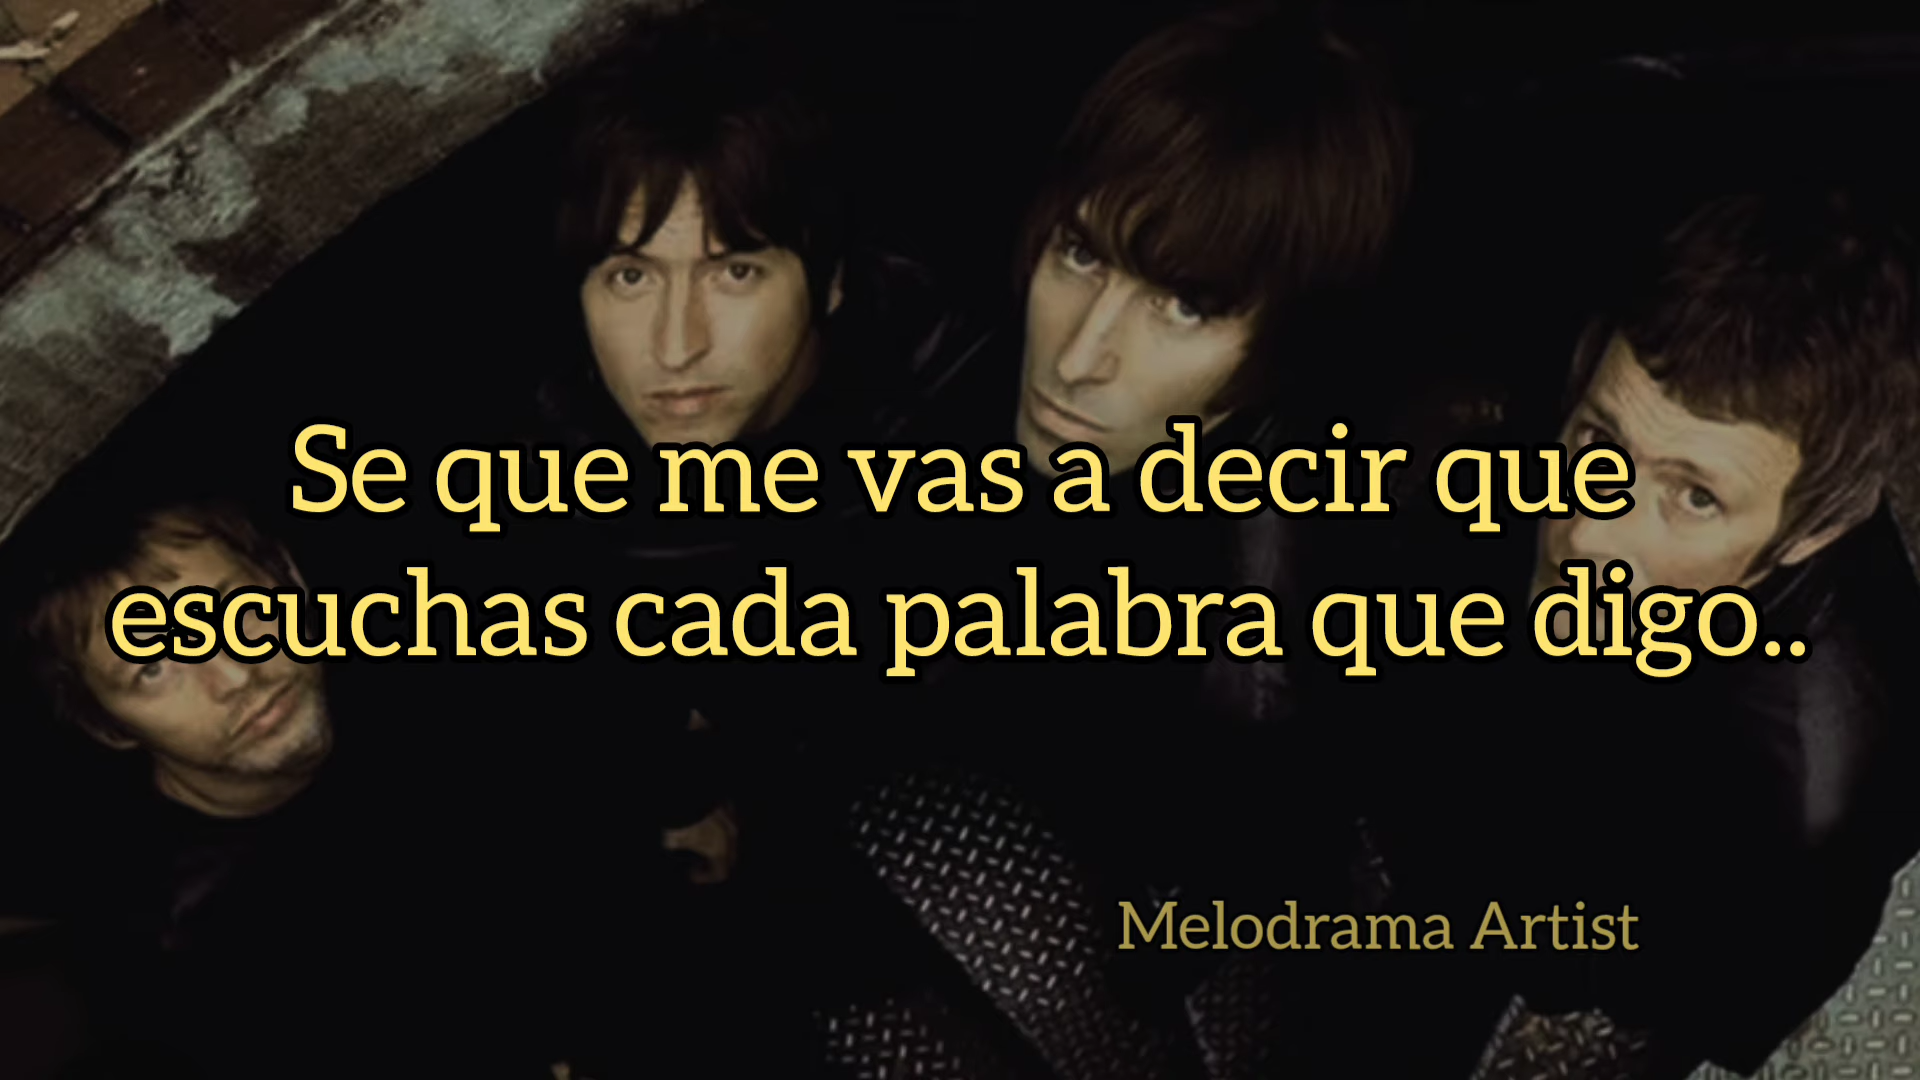 Se que me vas a decir que
escuchas cada palabra que digo..
Melodrama Artist